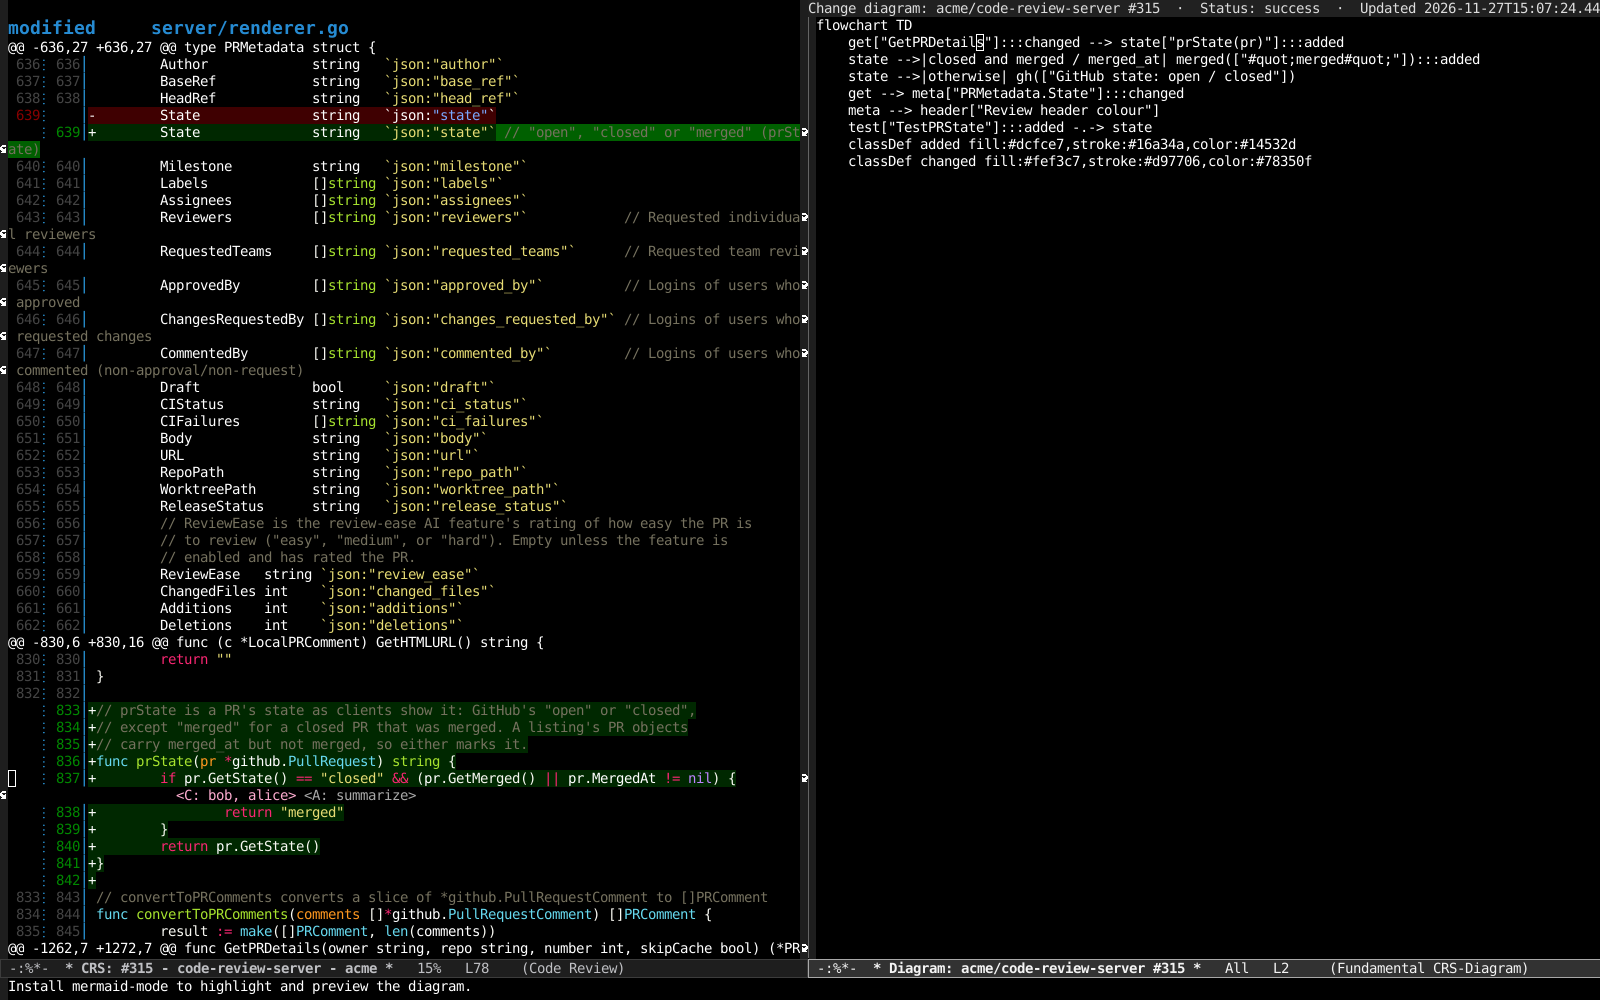 modified     server/renderer.go
@@ -636,27 +636,27 @@ type PRMetadata struct {
636 636 Author string `json:"author"`
637 637 BaseRef string `json:"base_ref"`
638 638 HeadRef string `json:"head_ref"`
639 - State string `json:"state"`
639 + State string `json:"state"` // "open", "closed" or "merged" (prSt
ate)
640 640 Milestone string `json:"milestone"`
641 641 Labels []string `json:"labels"`
642 642 Assignees []string `json:"assignees"`
643 643 Reviewers []string `json:"reviewers"` // Requested individua
l reviewers
644 644 RequestedTeams []string `json:"requested_teams"` // Requested team revi
ewers
645 645 ApprovedBy []string `json:"approved_by"` // Logins of users who
approved
646 646 ChangesRequestedBy []string `json:"changes_requested_by"` // Logins of users who
requested changes
647 647 CommentedBy []string `json:"commented_by"` // Logins of users who
commented (non-approval/non-request)
648 648 Draft bool `json:"draft"`
649 649 CIStatus string `json:"ci_status"`
650 650 CIFailures []string `json:"ci_failures"`
651 651 Body string `json:"body"`
652 652 URL string `json:"url"`
653 653 RepoPath string `json:"repo_path"`
654 654 WorktreePath string `json:"worktree_path"`
655 655 ReleaseStatus string `json:"release_status"`
656 656 // ReviewEase is the review-ease AI feature's rating of how easy the PR is
657 657 // to review ("easy", "medium", or "hard"). Empty unless the feature is
658 658 // enabled and has rated the PR.
659 659 ReviewEase string `json:"review_ease"`
660 660 ChangedFiles int `json:"changed_files"`
661 661 Additions int `json:"additions"`
662 662 Deletions int `json:"deletions"`
@@ -830,6 +830,16 @@ func (c *LocalPRComment) GetHTMLURL() string {
830 830 return ""
831 831 }
832 832
833 +// prState is a PR's state as clients show it: GitHub's "open" or "closed",
834 +// except "merged" for a closed PR that was merged. A listing's PR objects
835 +// carry merged_at but not merged, so either marks it.
836 +func prState(pr *github.PullRequest) string {
837 + if pr.GetState() == "closed" && (pr.GetMerged() || pr.MergedAt != nil) {
<C: bob, alice> <A: summarize>
838 + return "merged"
839 + }
840 + return pr.GetState()
841 +}
842 +
833 843 // convertToPRComments converts a slice of *github.PullRequestComment to []PRComment
834 844 func convertToPRComments(comments []*github.PullRequestComment) []PRComment {
835 845 result := make([]PRComment, len(comments))
@@ -1262,7 +1272,7 @@ func GetPRDetails(owner string, repo string, number int, skipCache bool) (*PR
-:%*-  * CRS: #315 - code-review-server - acme *   15%   L78    (Code Review)
Install mermaid-mode to highlight and preview the diagram.
Change diagram: acme/code-review-server #315  ·  Status: success  ·  Updated 2026-11-27T15:07:24.44
flowchart TD
    get["GetPRDetails"]:::changed --> state["prState(pr)"]:::added
    state -->|closed and merged / merged_at| merged(["#quot;merged#quot;"]):::added
    state -->|otherwise| gh(["GitHub state: open / closed"])
    get --> meta["PRMetadata.State"]:::changed
    meta --> header["Review header colour"]
    test["TestPRState"]:::added -.-> state
    classDef added fill:#dcfce7,stroke:#16a34a,color:#14532d
    classDef changed fill:#fef3c7,stroke:#d97706,color:#78350f
-:%*-  * Diagram: acme/code-review-server #315 *   All   L2     (Fundamental CRS-Diagram)